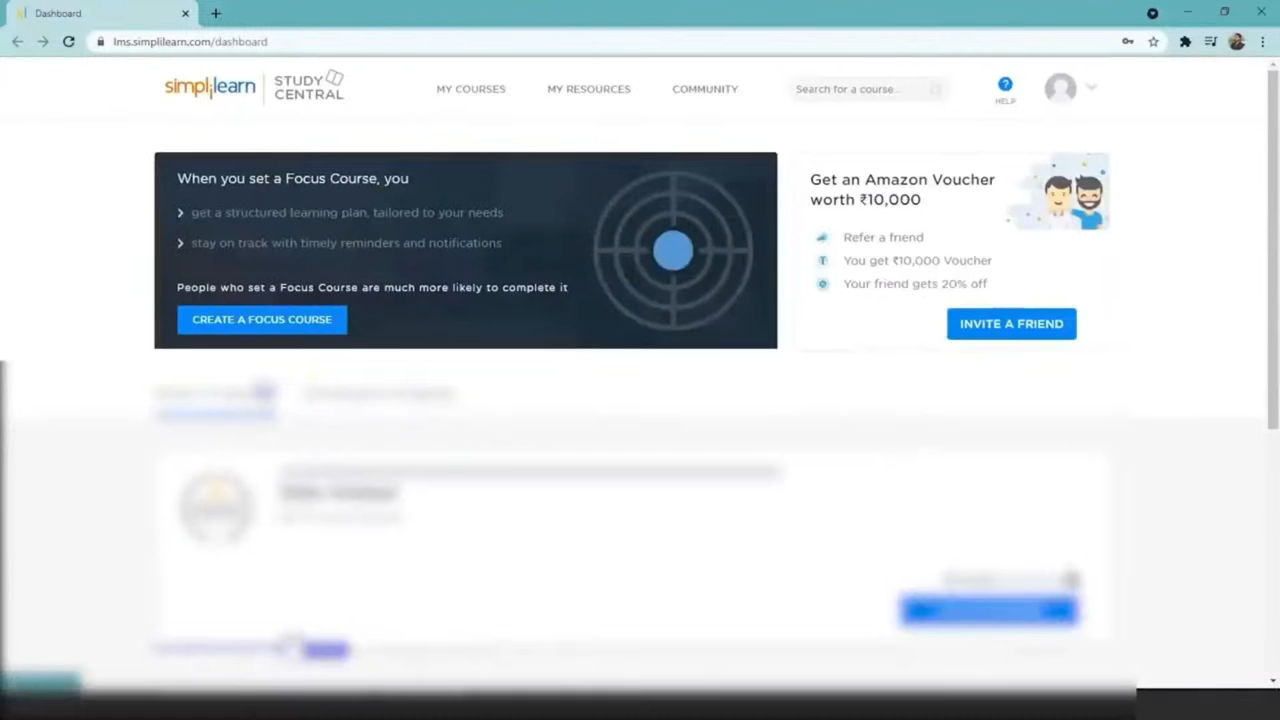 Dashboard
lms.simplilearn.com/dashboard
simplilearn
STUDY
CENTRAL
MY COURSES
MY RESOURCES
COMMUNITY
Search for a course..
HELP
When you set a Focus Course, you
get a structured learning plan, tailored to your needs
stay on track with timely reminders and notifications
People who set a Focus Course are much more likely to complete it
CREATE A FOCUS COURSE
Get an Amazon Voucher
worth ₹10,000
Refer a friend
You get ₹10,000 Voucher
Your friend gets 20% off
INVITE A FRIEND